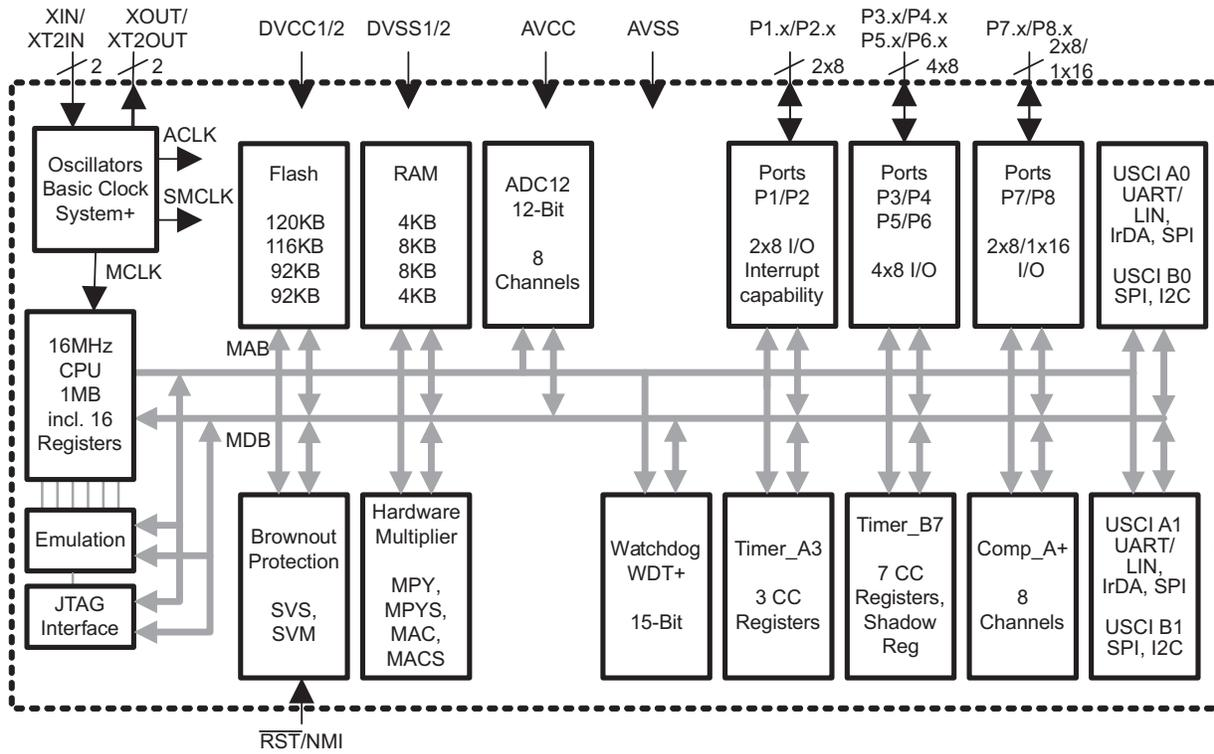 XIN/
XT2IN
XOUT/
XT2OUT
DVCC1/2
DVSS1/2
AVCC
AVSS
P1.x/P2.x
P3.x/P4.x
P5.x/P6.x
P7.x/P8.x
2
2
2x8
4x8
2x8/
1x16
Oscillators
Basic Clock
System+
ACLK
SMCLK
MCLK
Flash
120KB
116KB
92KB
92KB
RAM
4KB
8KB
8KB
4KB
ADC12
12-Bit
8
Channels
Ports
P1/P2
2x8 I/O
Interrupt
capability
Ports
P3/P4
P5/P6
4x8 I/O
Ports
P7/P8
2x8/1x16
I/O
USCI A0
UART/
LIN,
IrDA, SPI
USCI B0
SPI, I2C
16MHz
CPU
1MB
incl. 16
Registers
MAB
MDB
Emulation
JTAG
Interface
Brownout
Protection
SVS,
SVM
Hardware
Multiplier
MPY,
MPYS,
MAC,
MACS
Watchdog
WDT+
15-Bit
Timer_A3
3 CC
Registers
Timer_B7
7 CC
Registers,
Shadow
Reg
Comp_A+
8
Channels
USCI A1
UART/
LIN,
IrDA, SPI
USCI B1
SPI, I2C
RST/NMI